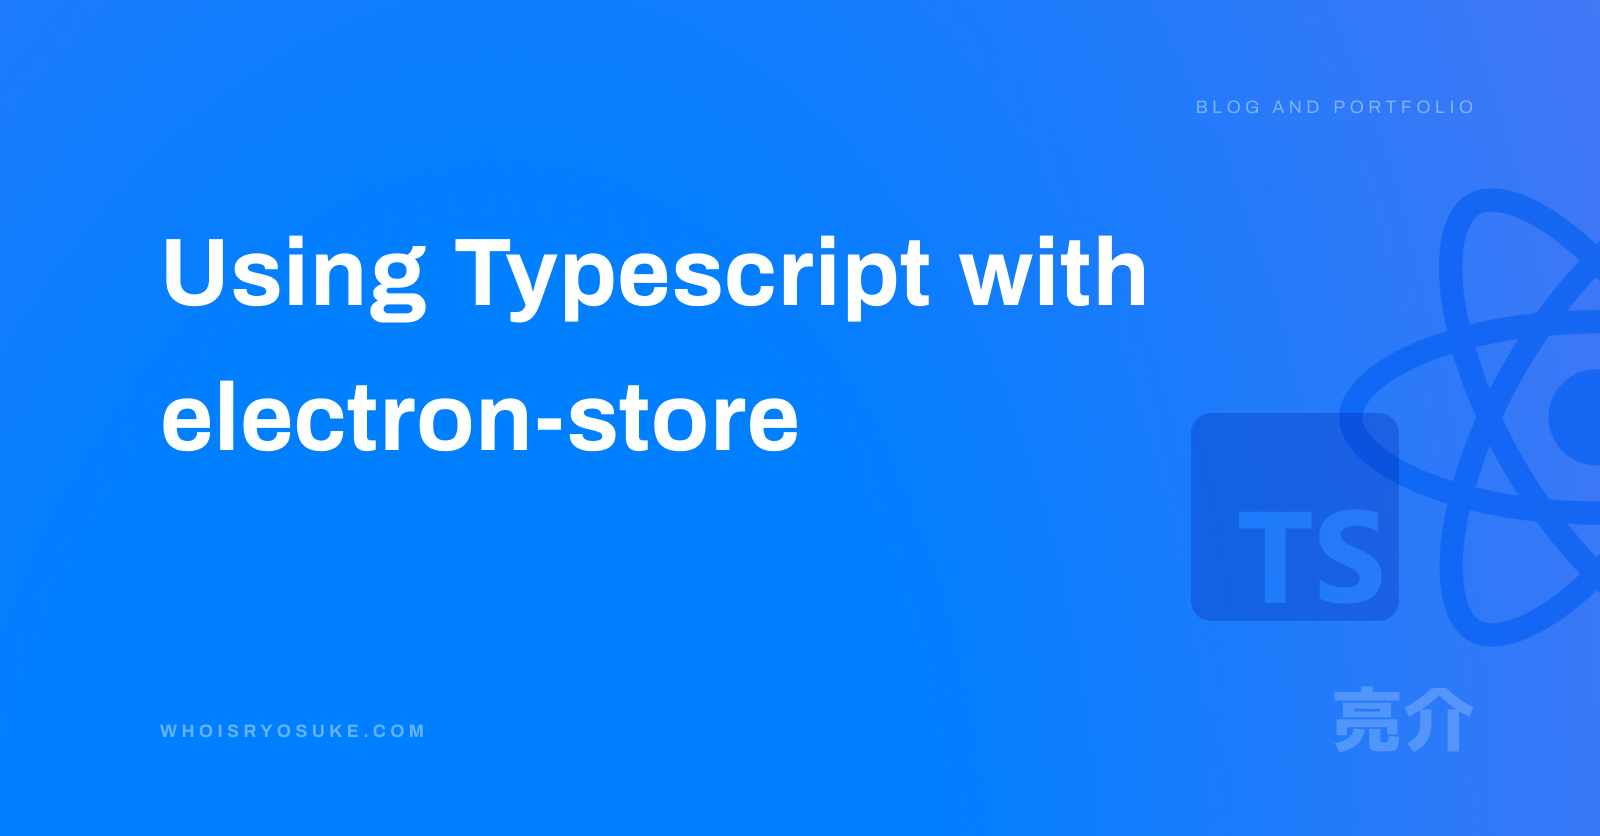 BLOG AND PORTFOLIO
Using Typescript with
electron-store
TS
WHOISRYOSUKE.COM
亮介